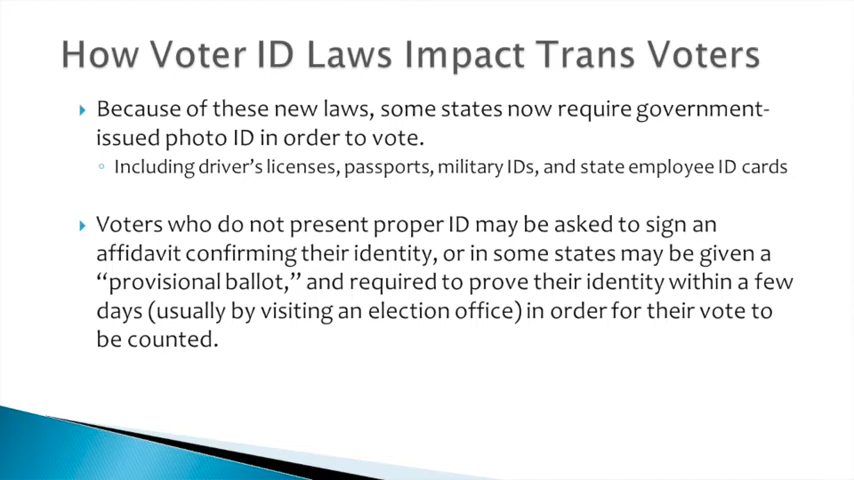 How Voter ID Laws Impact Trans Voters
Because of these new laws, some states now require government-
issued photo ID in order to vote.
Including driver's licenses, passports, military IDs, and state employee ID cards
Voters who do not present proper ID may be asked to sign an
affidavit confirming their identity, or in some states may be given a
“provisional ballot,” and required to prove their identity within a few
days (usually by visiting an election office) in order for their vote to
be counted.